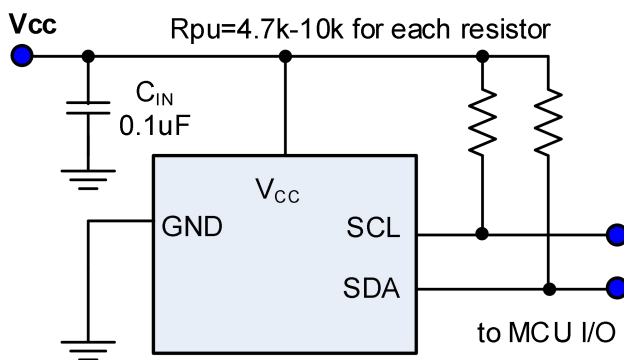 Vcc
Rpu=4.7k-10k for each resistor
CIN
0.1uF
VCC
GND
SCL
SDA
to MCU I/O